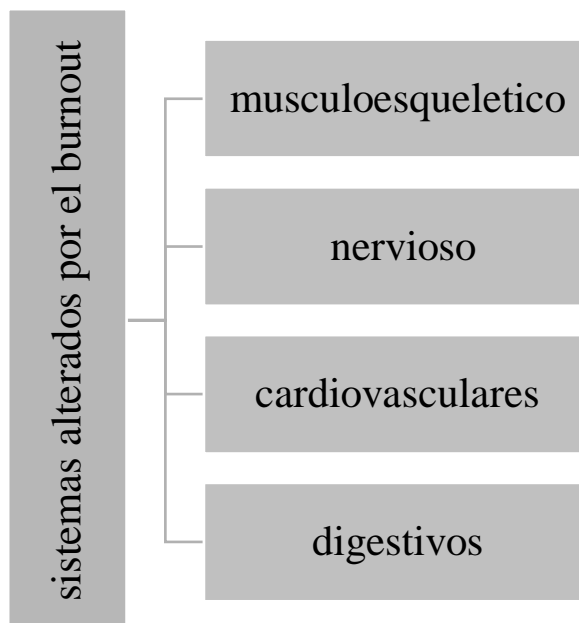 sistemas alterados por el burnout
musculoesqueletico
nervioso
cardiovasculares
digestivos